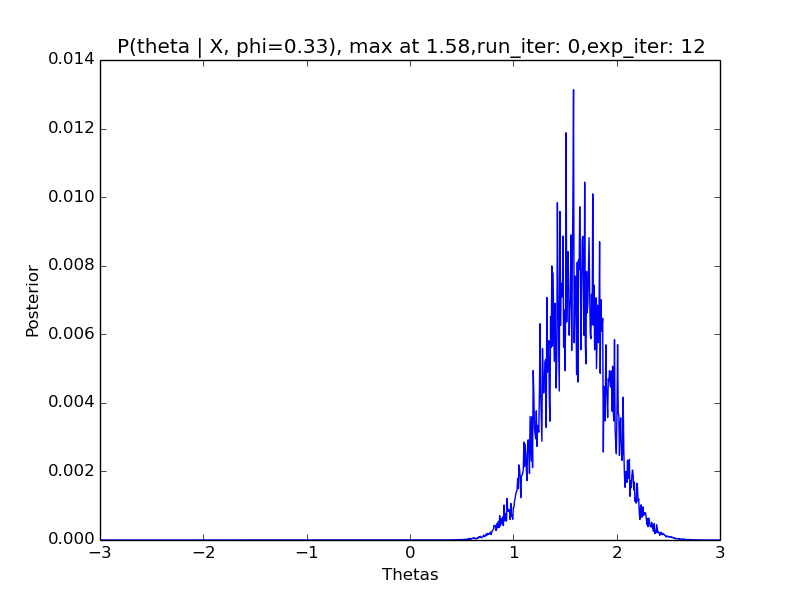 P(theta | X, phi=0.33), max at 1.58,run_iter: 0,exp_iter: 12
0.014
0.012
0.010
0.008
0.006
0.004
0.002
0.000
Posterior
−3 −2 −1 0 1 2 3
Thetas